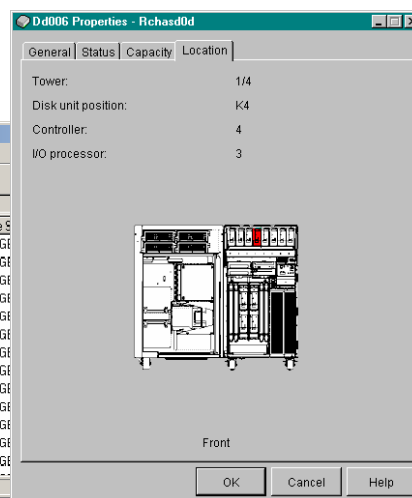 Dd006 Properties - Rchasd0d
General Status Capacity Location
Tower: 1/4
Disk unit position: K4
Controller: 4
I/O processor: 3
Front
OK Cancel Help